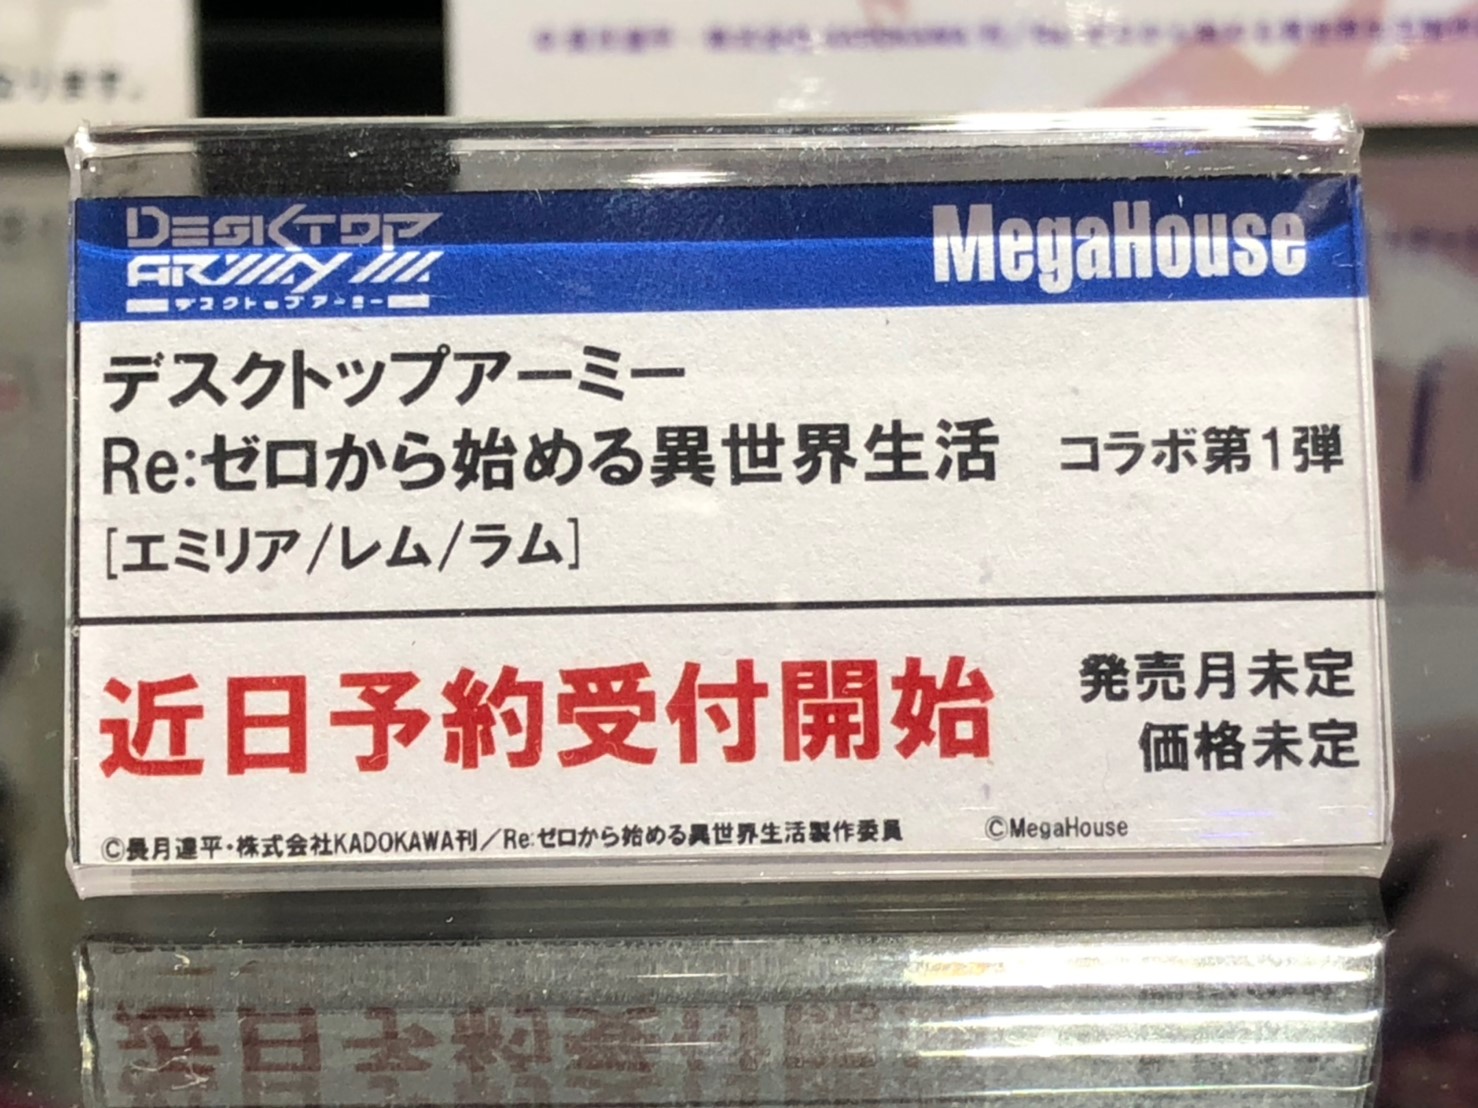 なります。
DESKTOP
ARMY
デスクトップアーミー
MegaHouse
デスクトップアーミー
Re:ゼロから始める異世界生活 コラボ第1弾
[エミリア/レム/ラム]
近日予約受付開始
発売月未定
価格未定
©長月達平・株式会社KADOKAWA刊／Re:ゼロから始める異世界生活製作委員 ©MegaHouse